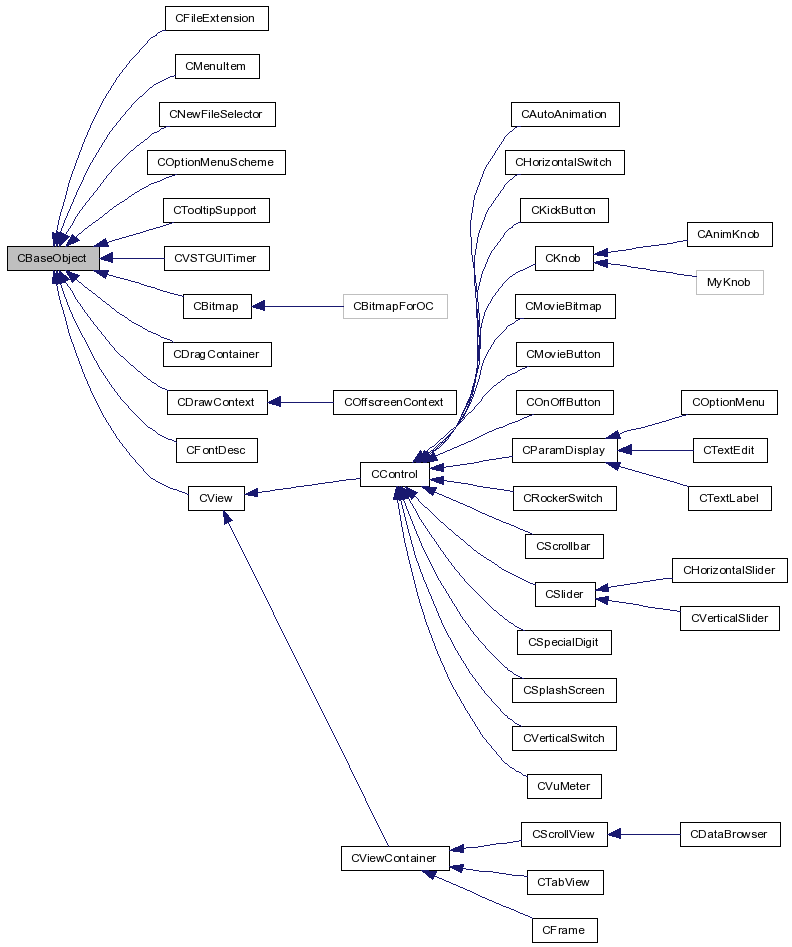 CFileExtension
CMenuItem
CNewFileSelector
COptionMenuScheme
CTooltipSupport
CBaseObject
CVSTGUITimer
CBitmap
CBitmapForOC
CDragContainer
CDrawContext
COffscreenContext
CFontDesc
CView
CControl
CAutoAnimation
CHorizontalSwitch
CKickButton
CKnob
CAnimKnob
MyKnob
CMovieBitmap
CMovieButton
COnOffButton
CParamDisplay
COptionMenu
CTextEdit
CTextLabel
CRockerSwitch
CScrollbar
CSlider
CHorizontalSlider
CVerticalSlider
CSpecialDigit
CSplashScreen
CVerticalSwitch
CVuMeter
CViewContainer
CScrollView
CDataBrowser
CTabView
CFrame